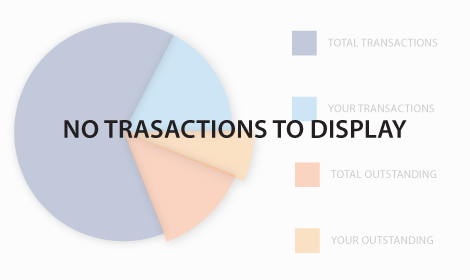 TOTAL TRANSACTIONS
YOUR TRANSACTIONS
NO TRASACTIONS TO DISPLAY
TOTAL OUTSTANDING
YOUR OUTSTANDING